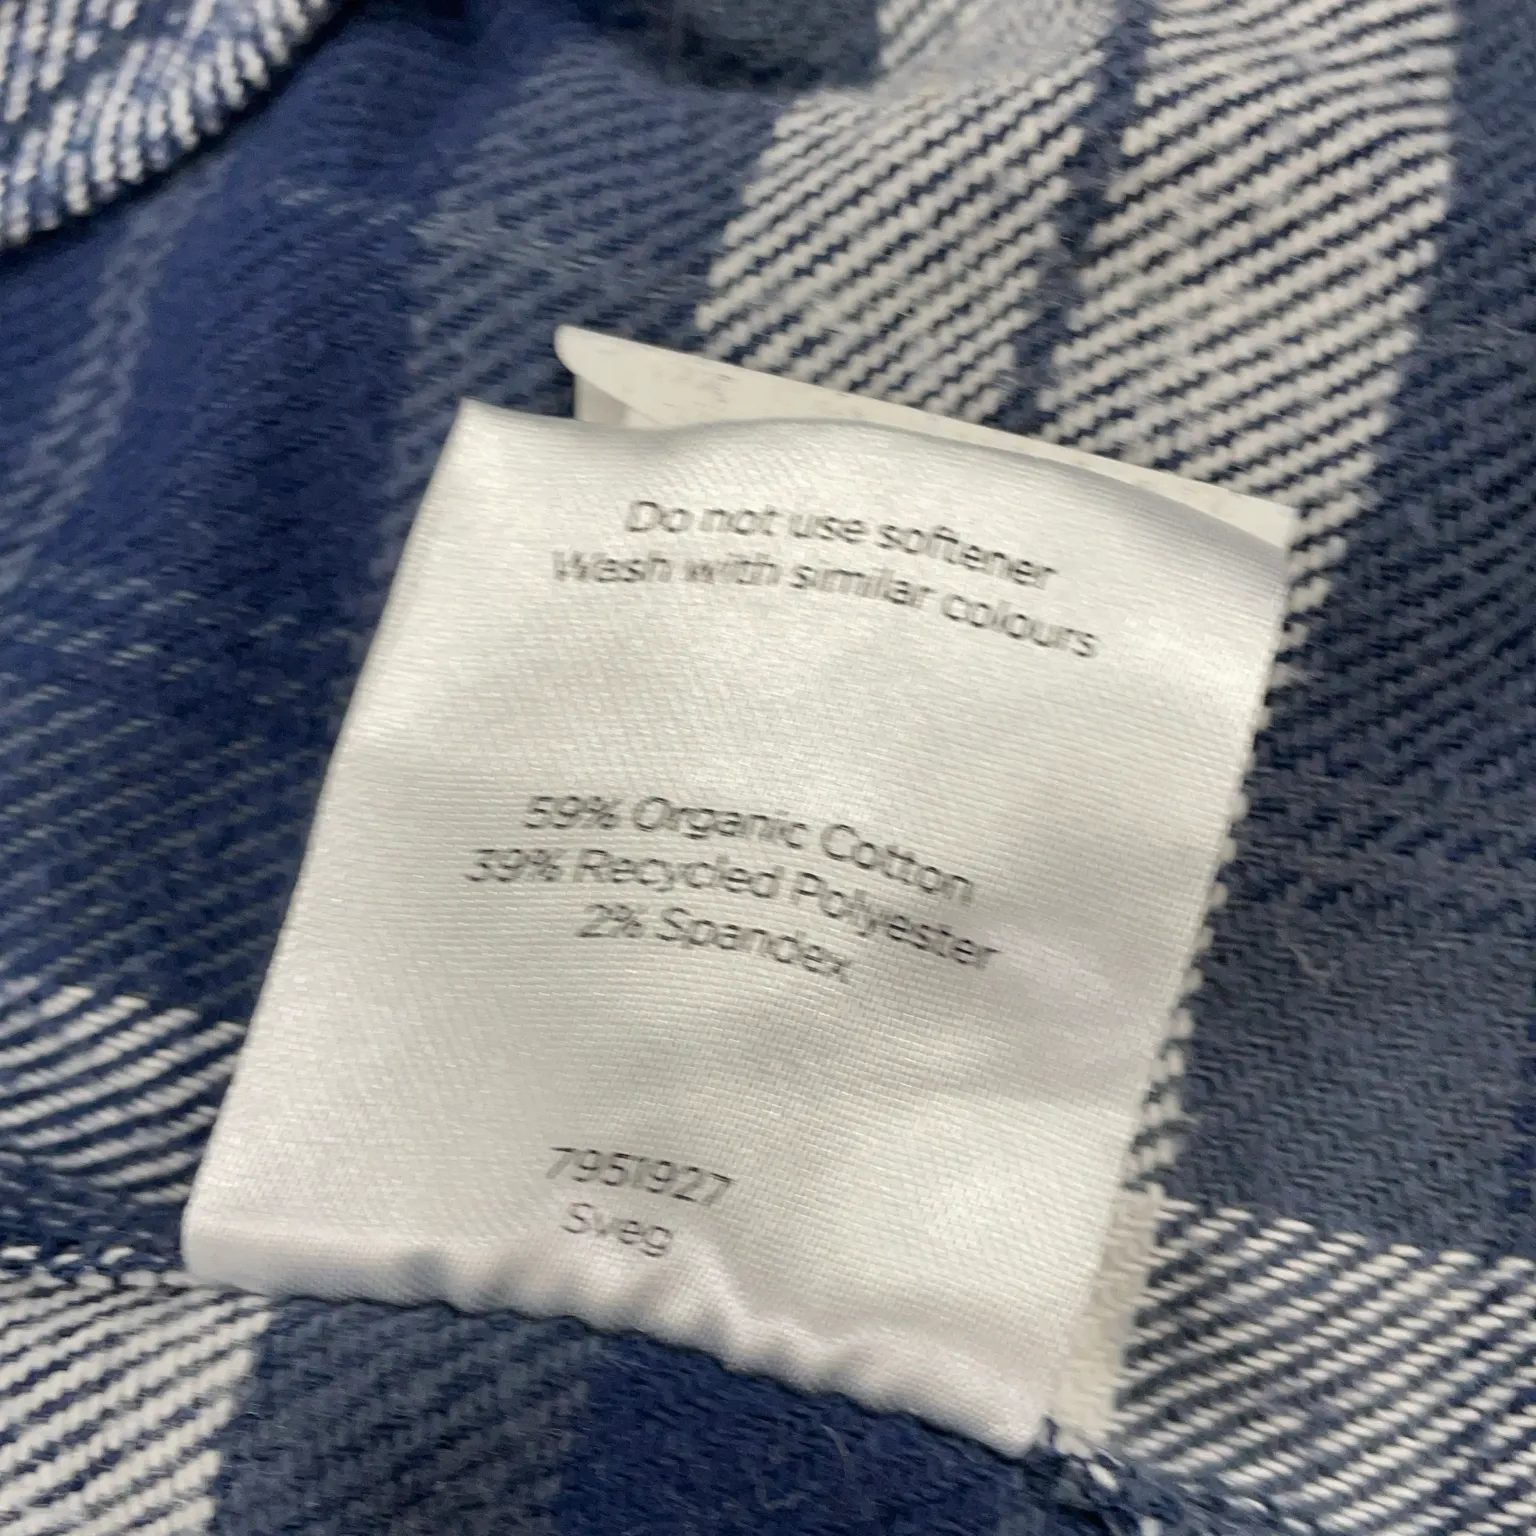 Do not use softener
Wash with similar colours
59% Organic Cotton
39% Recycled Polyester
2% Spandex
7951927
Sveg